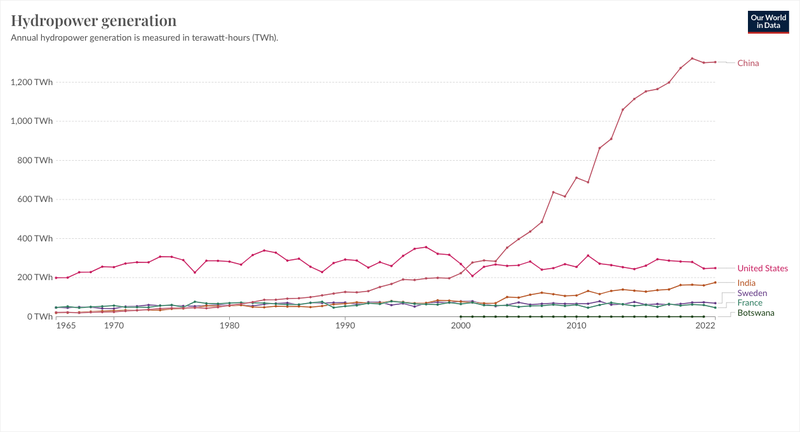 Hydropower generation
Annual hydropower generation is measured in terawatt-hours (TWh).
Our World
in Data
1,200 TWh
1,000 TWh
800 TWh
600 TWh
400 TWh
200 TWh
0 TWh
China
United States
India
Sweden
France
Botswana
1965
1970
1980
1990
2000
2010
2022